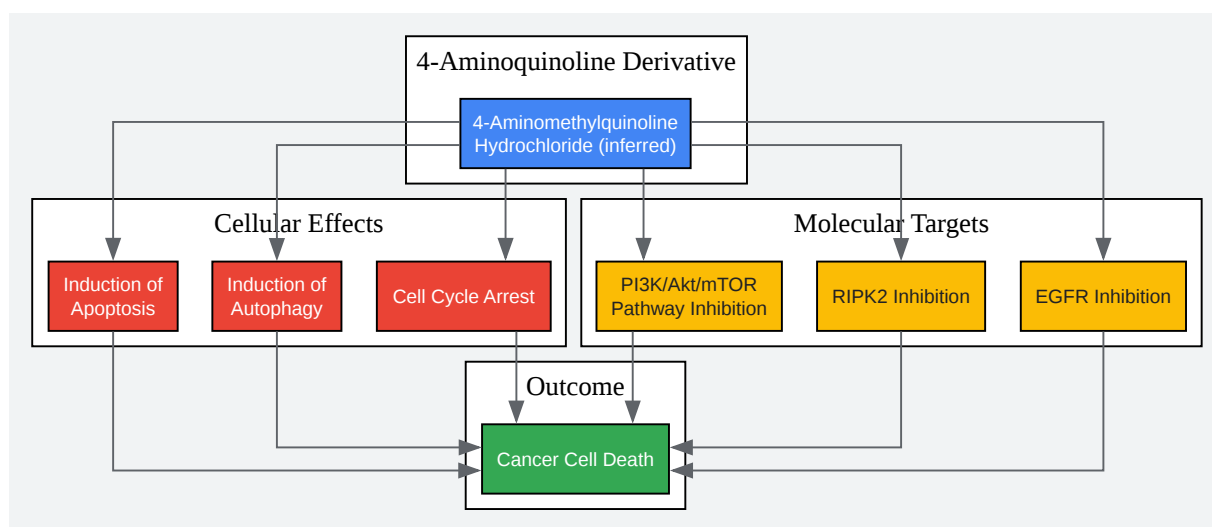 4-Aminoquinoline Derivative
4-Aminomethylquinoline
Hydrochloride (inferred)
Cellular Effects
Induction of
Apoptosis
Induction of
Autophagy
Cell Cycle Arrest
Molecular Targets
PI3K/Akt/mTOR
Pathway Inhibition
RIPK2 Inhibition
EGFR Inhibition
Outcome
Cancer Cell Death